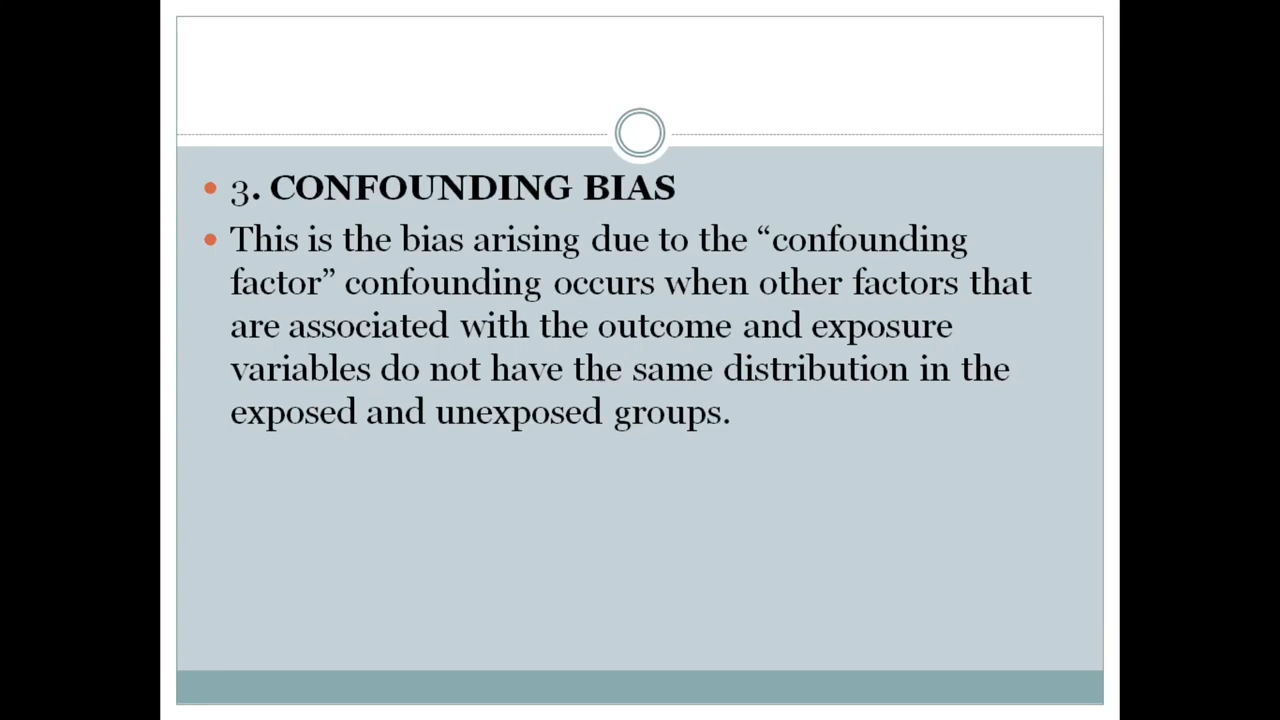 3. CONFOUNDING BIAS
This is the bias arising due to the “confounding
factor” confounding occurs when other factors that
are associated with the outcome and exposure
variables do not have the same distribution in the
exposed and unexposed groups.